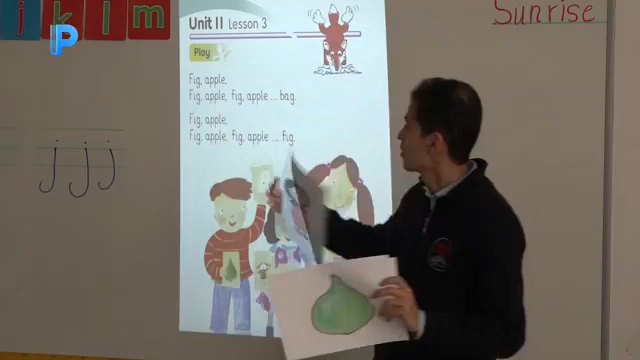 j k l m
P
Unit 11 Lesson 3
Sunrise
Play
Fig, apple,
Fig, apple, fig, apple ... bag.
Fig, apple,
Fig, apple, fig, apple ... fig.
j j j